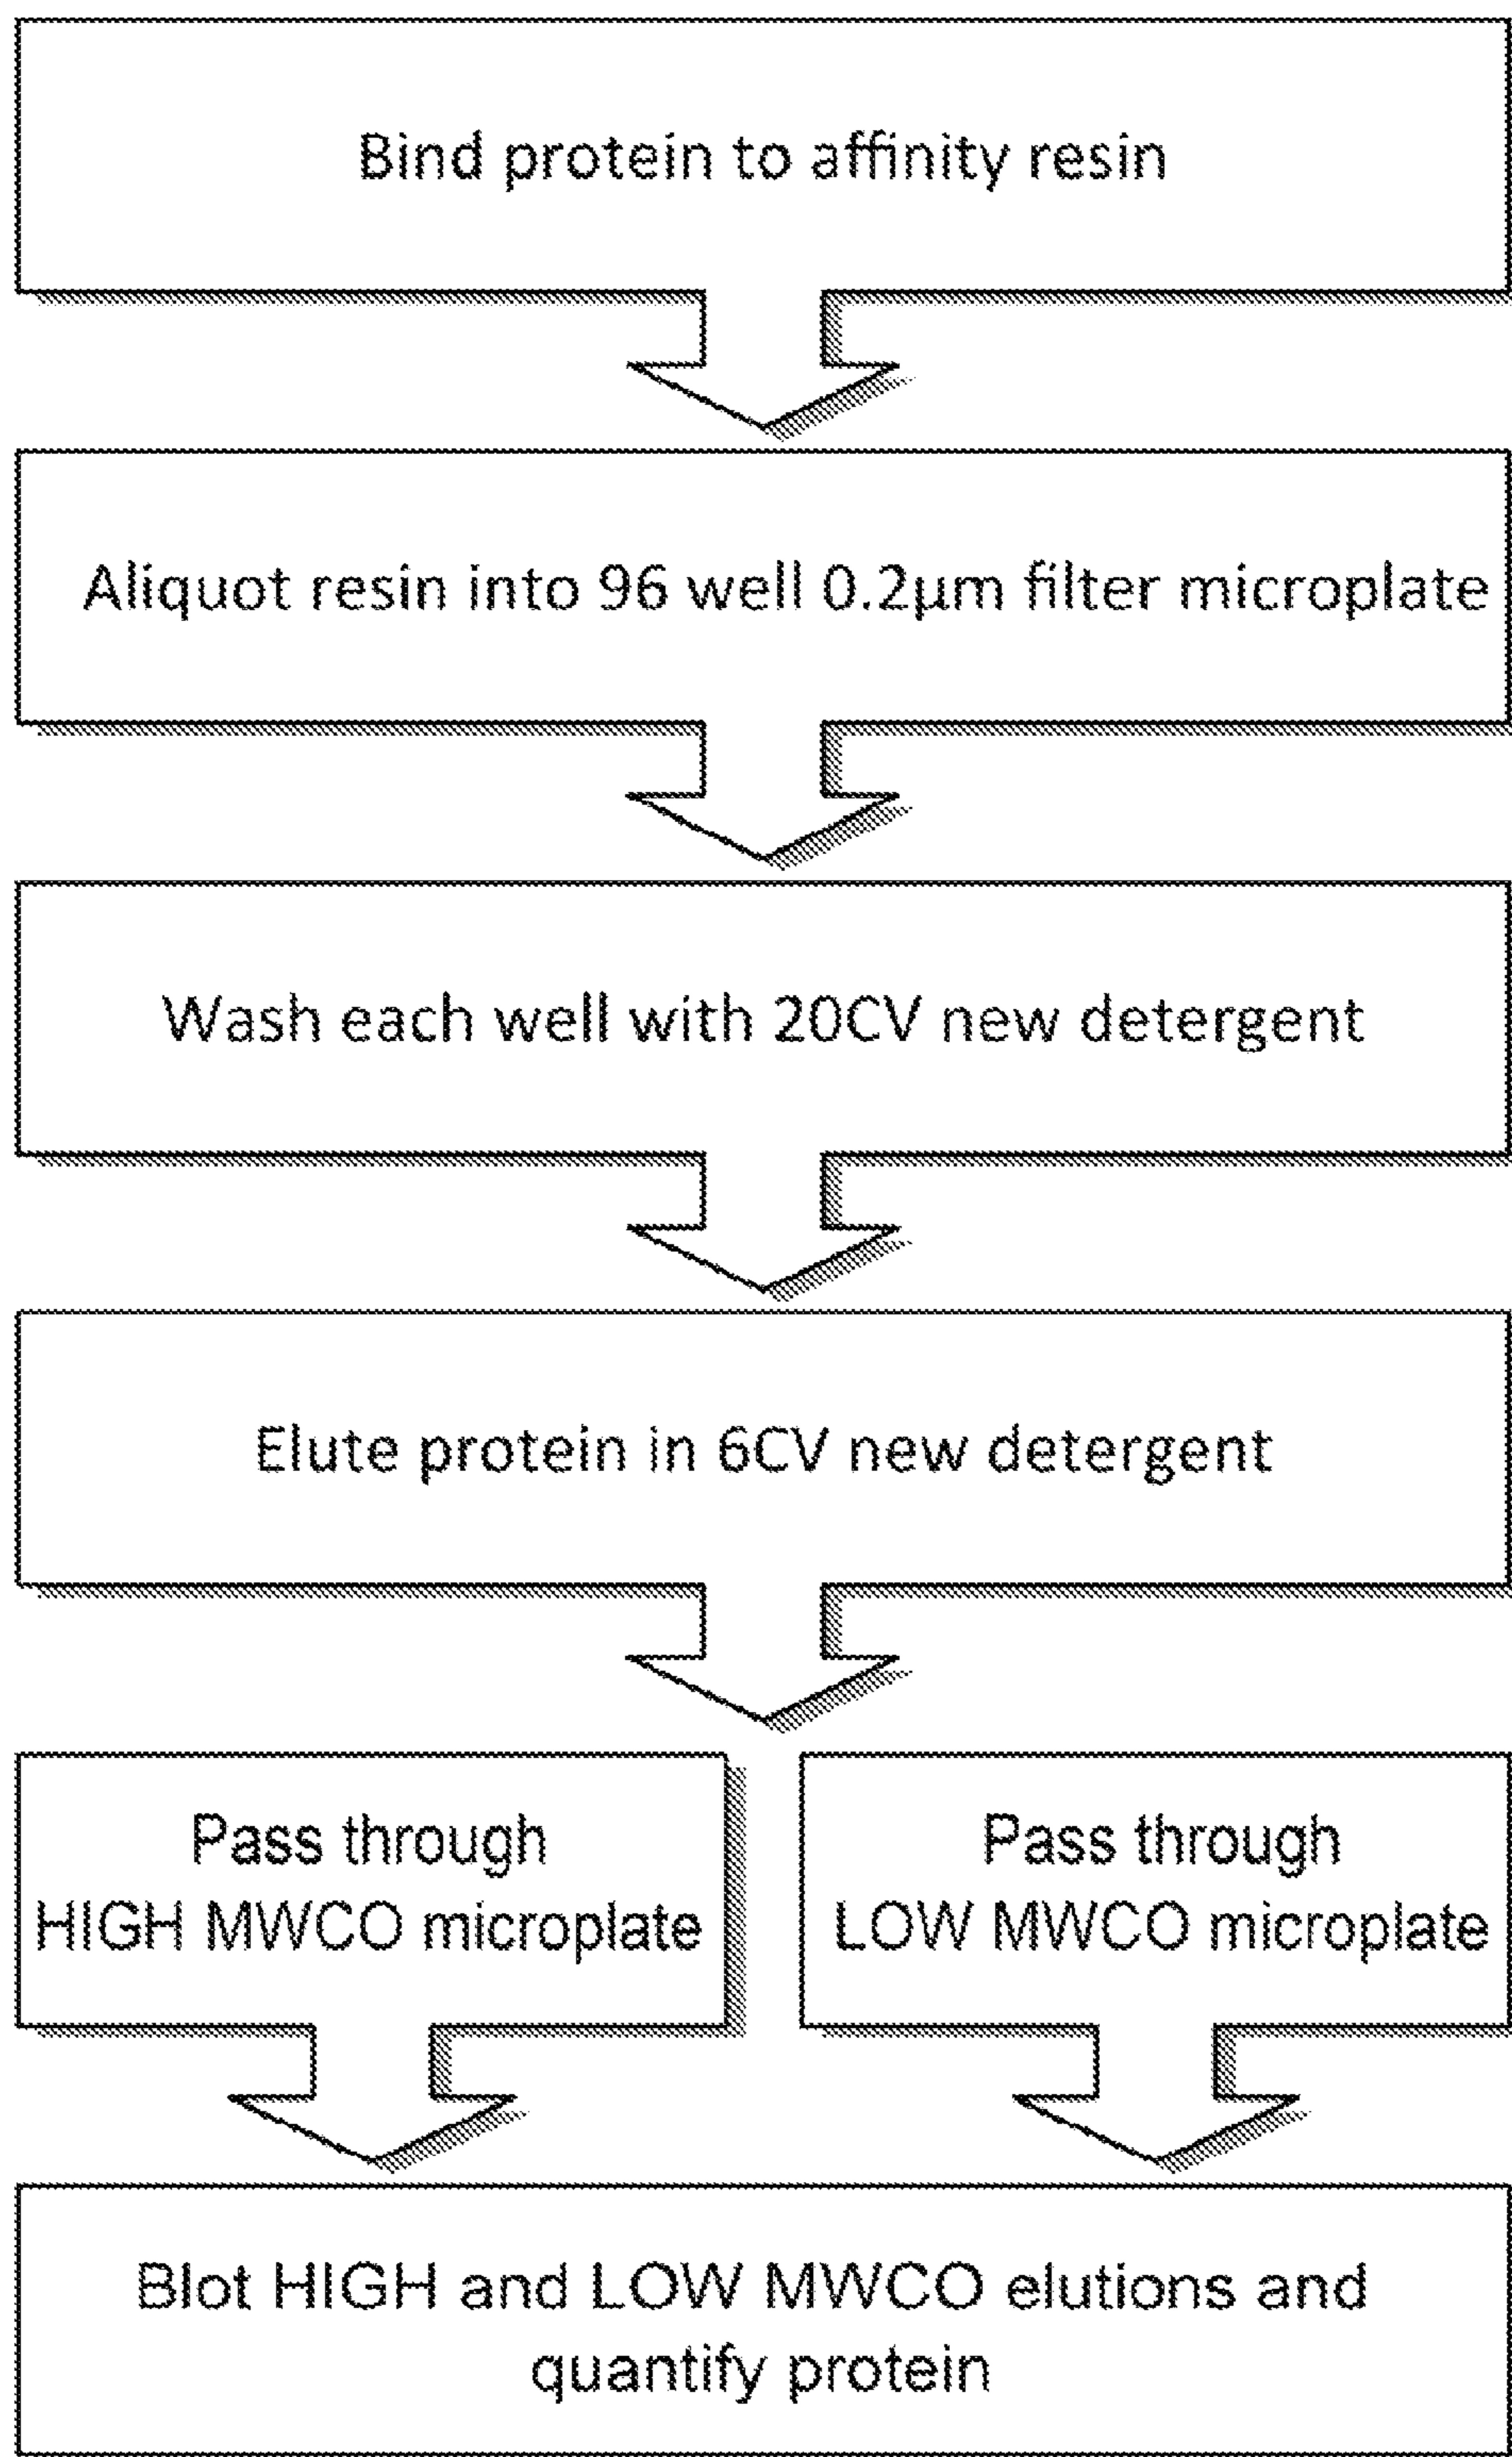 Bind protein to affinity resin
Aliquot resin into 96 well 0.2µm filter microplate
Wash each well with 20CV new detergent
Elute protein in 6CV new detergent
Pass through
HIGH MWCO microplate
Pass through
LOW MWCO microplate
Blot HIGH and LOW MWCO elutions and
quantify protein